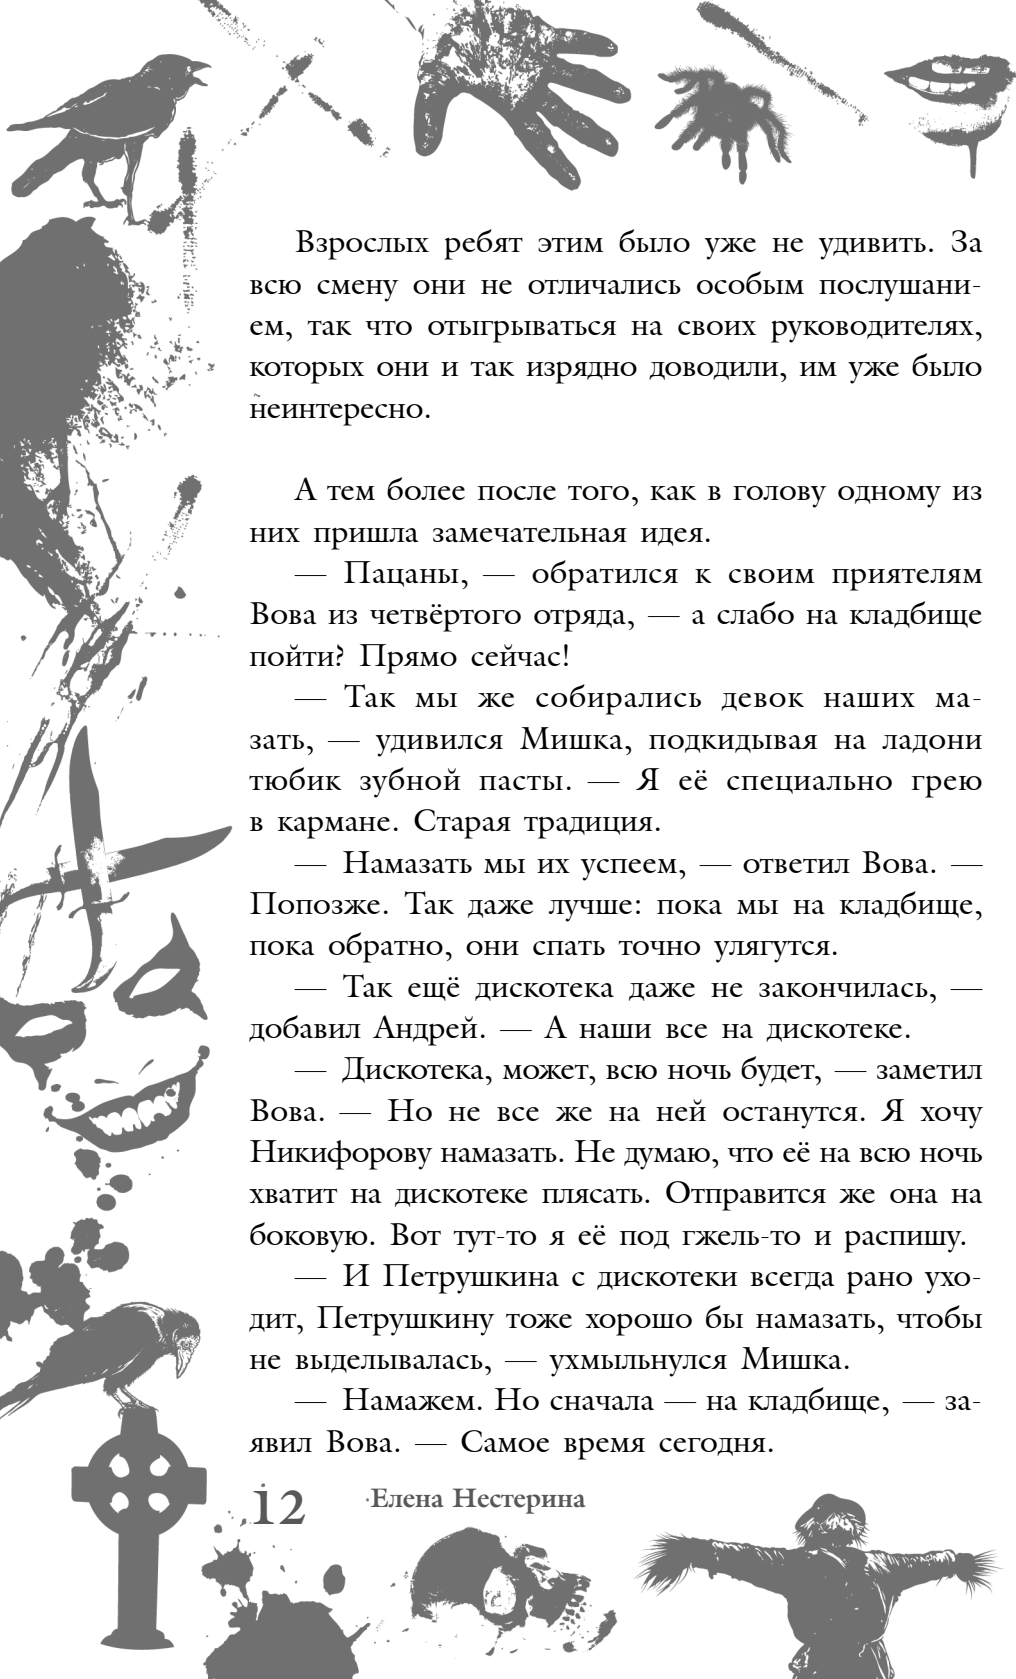 Взрослых ребят этим было уже не удивить. За
всю смену они не отличались особым послушани-
ем, так что отыгрываться на своих руководителях,
которых они и так изрядно доводили, им уже было
неинтересно.
А тем более после того, как в голову одному из
них пришла замечательная идея.
— Пацаны, — обратился к своим приятелям
Вова из четвёртого отряда, — а слабо на кладбище
пойти? Прямо сейчас!
— Так мы же собирались девок наших ма-
зать, — удивился Мишка, подкидывая на ладони
тюбик зубной пасты. — Я её специально грею
в кармане. Старая традиция.
— Намазать мы их успеем, — ответил Вова. —
Попозже. Так даже лучше: пока мы на кладбище,
пока обратно, они спать точно улягутся.
— Так ещё дискотека даже не закончилась, —
добавил Андрей. — А наши все на дискотеке.
— Дискотека, может, всю ночь будет, — заметил
Вова. — Но не все же на ней останутся. Я хочу
Никифорову намазать. Не думаю, что её на всю ночь
хватит на дискотеке плясать. Отправится же она на
боковую. Вот тут-то я её под гжель-то и распишу.
— И Петрушкина с дискотеки всегда рано ухо-
дит, Петрушкину тоже хорошо бы намазать, чтобы
не выделывалась, — ухмыльнулся Мишка.
— Намажем. Но сначала — на кладбище, — за-
явил Вова. — Самое время сегодня.
12 Елена Нестерина